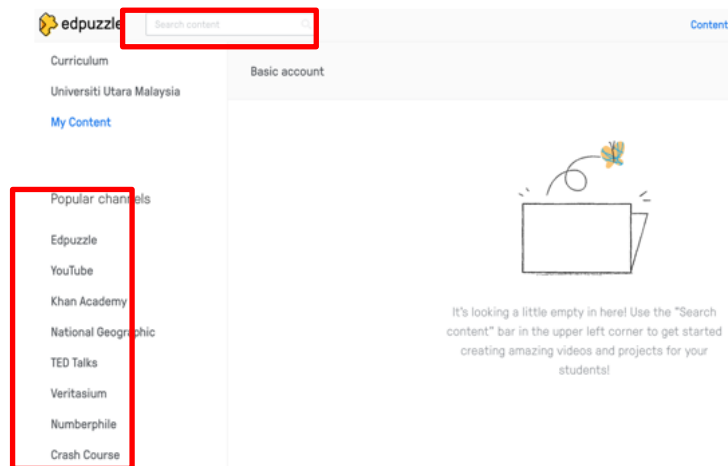 edpuzzle
Search content
Content
Curriculum
Basic account
Universiti Utara Malaysia
My Content
Popular channels
Edpuzzle
YouTube
Khan Academy
National Geographic
TED Talks
Veritasium
Numberphile
Crash Course
It's looking a little empty in here! Use the "Search
content" bar in the upper left corner to get started
creating amazing videos and projects for your
students!